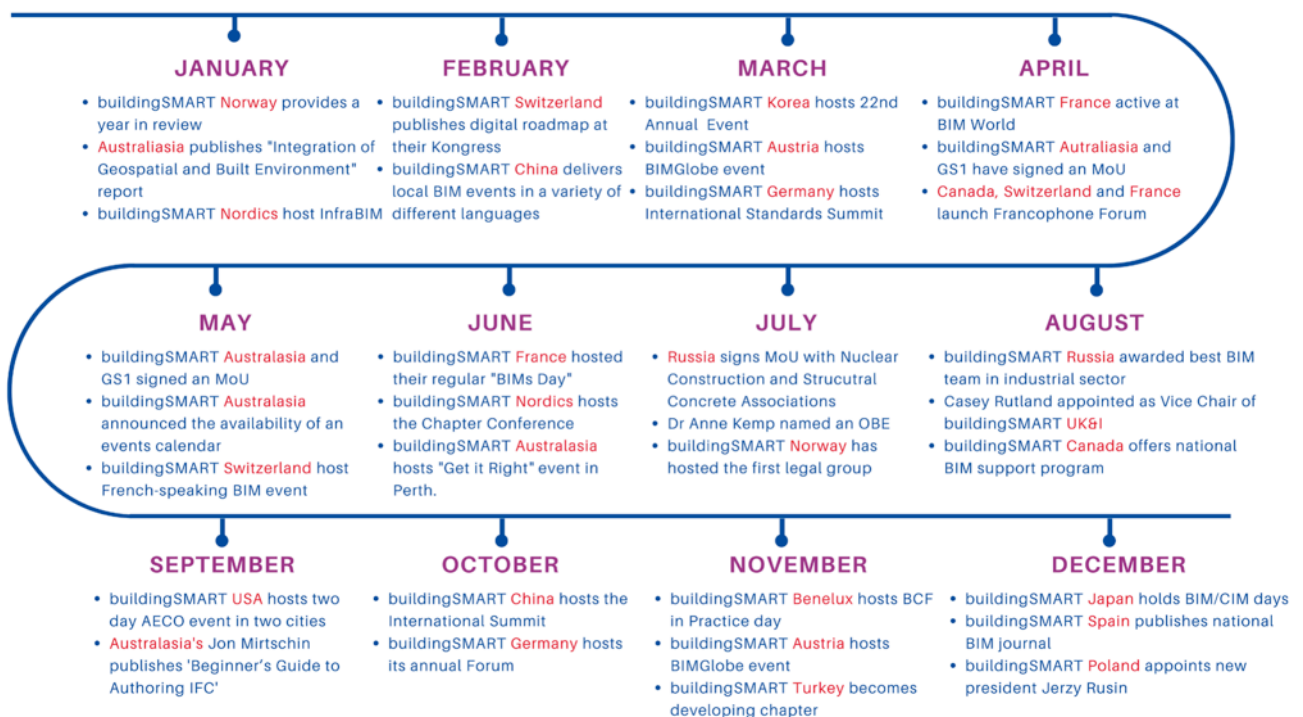 JANUARY
• buildingSMART Norway provides a
year in review
• Australiasia publishes "Integration of
Geospatial and Built Environment"
report
• buildingSMART Nordics host InfraBIM
FEBRUARY
• buildingSMART Switzerland
publishes digital roadmap at
their Kongress
• buildingSMART China delivers
local BIM events in a variety of
different languages
MARCH
• buildingSMART Korea hosts 22nd
Annual Event
• buildingSMART Austria hosts
BIMGlobe event
• buildingSMART Germany hosts
International Standards Summit
APRIL
• buildingSMART France active at
BIM World
• buildingSMART Autraliasia and
GS1 have signed an MoU
• Canada, Switzerland and France
launch Francophone Forum
MAY
• buildingSMART Australasia and
GS1 signed an MoU
• buildingSMART Australasia
announced the availability of an
events calendar
• buildingSMART Switzerland host
French-speaking BIM event
JUNE
• buildingSMART France hosted
their regular "BIMs Day"
• buildingSMART Nordics hosts
the Chapter Conference
• buildingSMART Australasia
hosts "Get it Right" event in
Perth.
JULY
• Russia signs MoU with Nuclear
Construction and Strucutral
Concrete Associations
• Dr Anne Kemp named an OBE
• buildingSMART Norway has
hosted the first legal group
AUGUST
• buildingSMART Russia awarded best BIM
team in industrial sector
• Casey Rutland appointed as Vice Chair of
buildingSMART UK&I
• buildingSMART Canada offers national
BIM support program
SEPTEMBER
• buildingSMART USA hosts two
day AECO event in two cities
• Australasia's Jon Mirtschin
publishes 'Beginner's Guide to
Authoring IFC'
OCTOBER
• buildingSMART China hosts the
International Summit
• buildingSMART Germany hosts
its annual Forum
NOVEMBER
• buildingSMART Benelux hosts BCF
in Practice day
• buildingSMART Austria hosts
BIMGlobe event
• buildingSMART Turkey becomes
developing chapter
DECEMBER
• buildingSMART Japan holds BIM/CIM days
• buildingSMART Spain publishes national
BIM journal
• buildingSMART Poland appoints new
president Jerzy Rusin